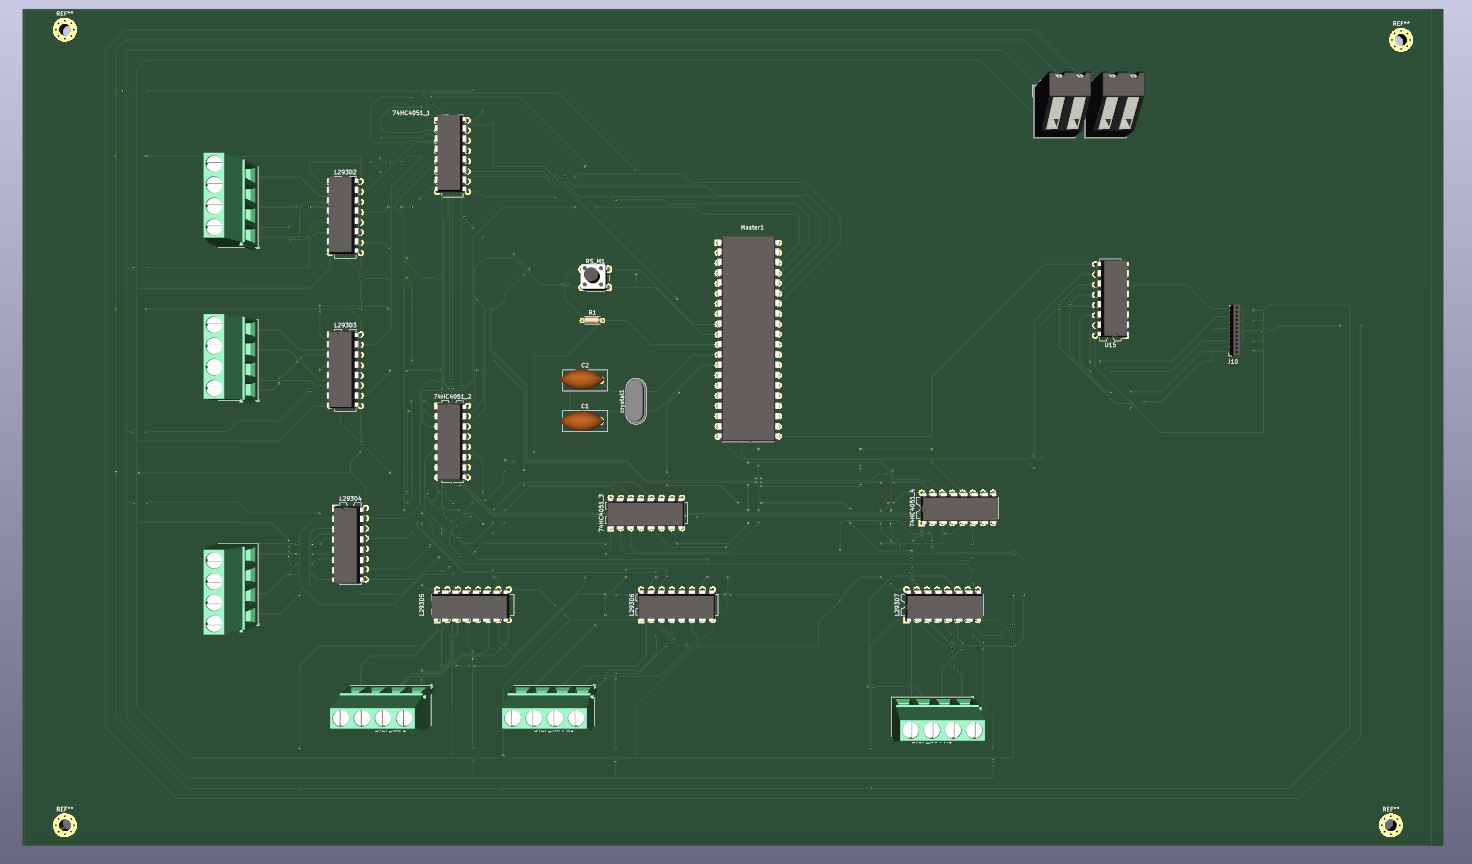 REF**
REF**
74HC4051_1
L293D2
Master1
RS_M1
R1
L293D3
U15
J10
C2
crystal1
74HC4051_2
C1
L293D4
74HC4051_3
74HC4051_4
L293D5
L293D6
L293D7
REF**
REF**